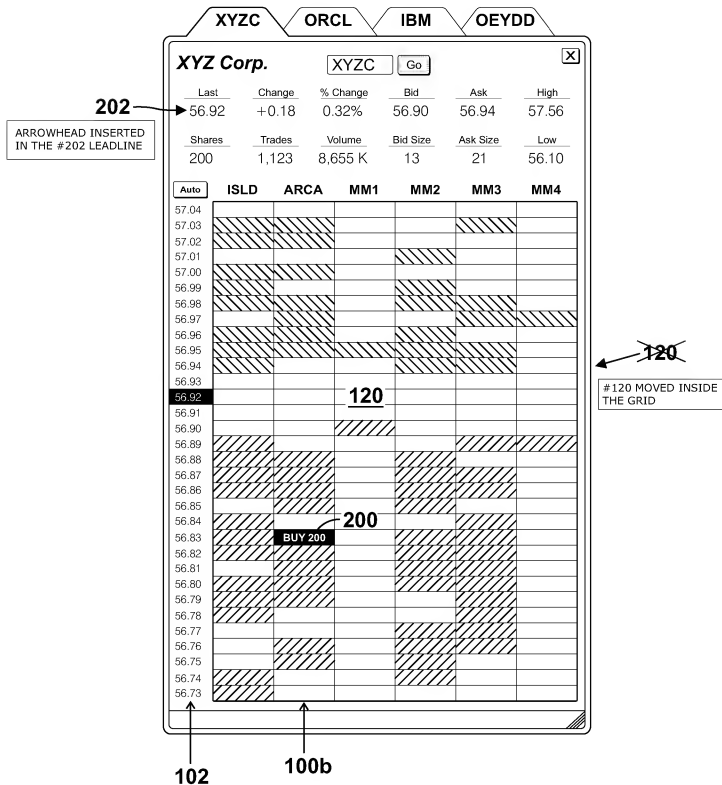 XYZC ORCL IBM OEYDD
X
XYZ Corp. XYZC Go
Last Change % Change Bid Ask High
202 56.92 +0.18 0.32% 56.90 56.94 57.56
ARROWHEAD INSERTED
IN THE #202 LEADLINE
Shares Trades Volume Bid Size Ask Size Low
200 1,123 8,655 K 13 21 56.10
Auto ISLD ARCA MM1 MM2 MM3 MM4
57.04
57.03
57.02
57.01
57.00
56.99
56.98
56.97
56.96
56.95
56.94
120
#120 MOVED INSIDE
THE GRID
56.93
56.92 120
56.91
56.90
56.89
56.88
56.87
56.86
56.85
56.84 200
56.83 BUY 200
56.82
56.81
56.80
56.79
56.78
56.77
56.76
56.75
56.74
56.73
102 100b